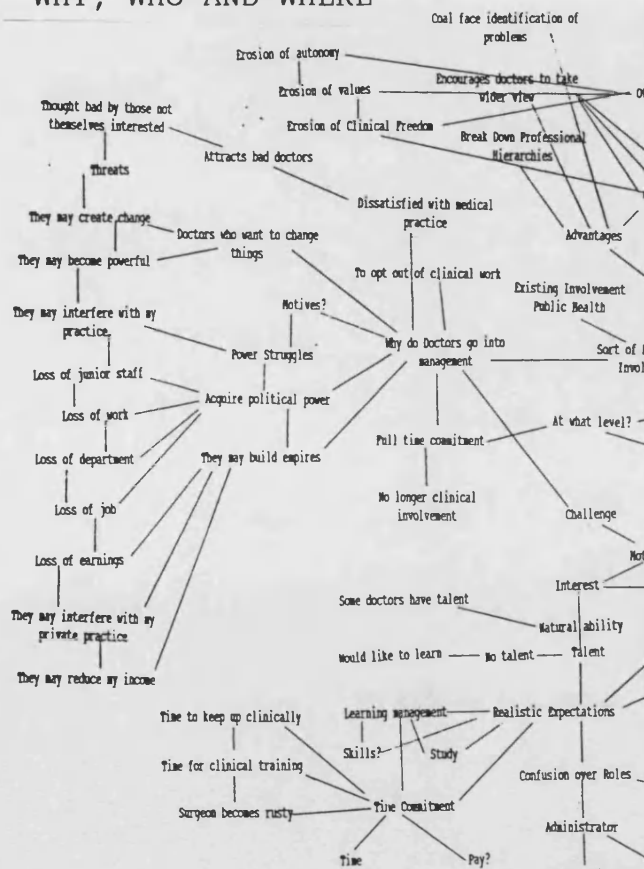 WHY, WHO AND WHERE
Coal face identification of
problems
Erosion of autonomy
Erosion of values
Encourages doctors to take
wider view
Erosion of Clinical Freedom
Thought bad by those not
themselves interested
Attracts bad doctors
Break Down Professional
Hierarchies
Threats
Dissatisfied with medical
practice
They may create change
Doctors who want to change
things
Advantages
They may become powerful
To opt out of clinical work
Existing Involvement
Public Health
Motives?
They may interfere with my
practice
Power Struggles
Why do Doctors go into
management
Sort of
Loss of junior staff
Acquire political power
Loss of work
At what level?
Full time commitment
Loss of department
They may build empires
No longer clinical
involvement
Loss of job
Challenge
Loss of earnings
Interest
Some doctors have talent
Natural ability
They may interfere with my
private practice
Would like to learn
No talent
Talent
They may reduce my income
Time to keep up clinically
Learning management
Realistic Expectations
Skills?
Study
Time for clinical training
Confusion over Roles
Surgeon becomes rusty
Time Commitment
Administrator
Time
Pay?